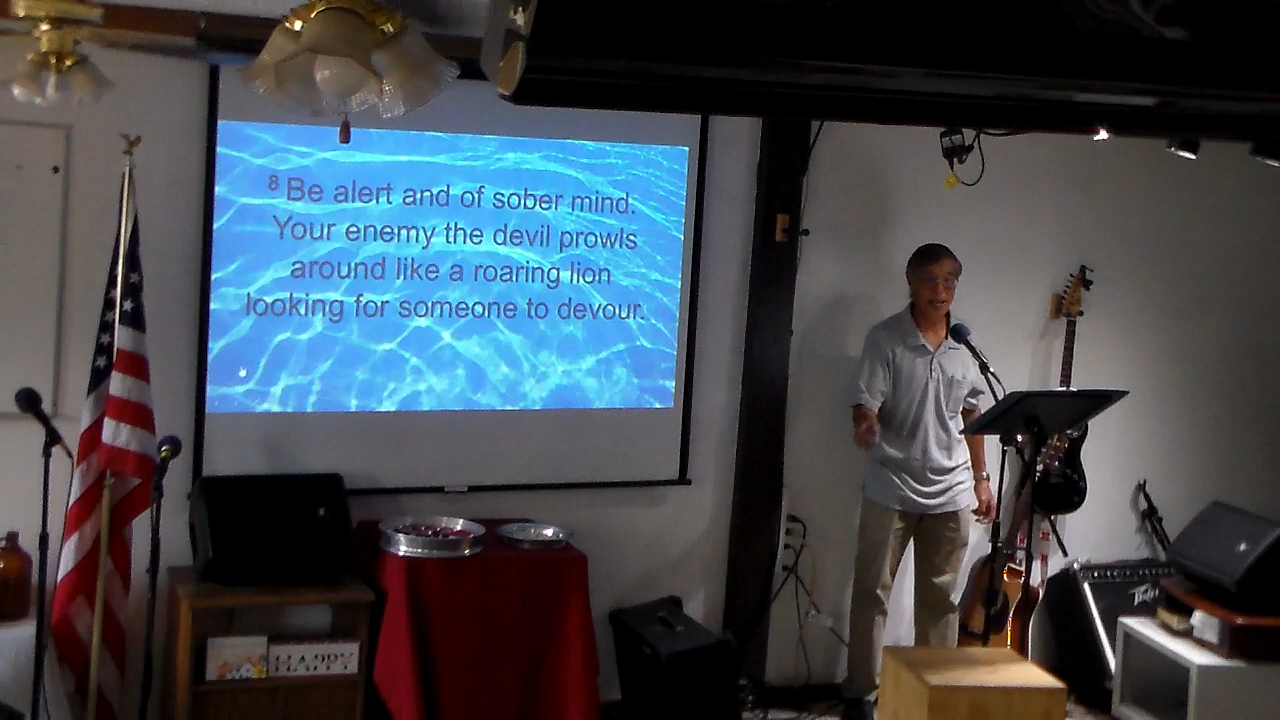 8 Be alert and of sober mind.
Your enemy the devil prowls
around like a roaring lion
looking for someone to devour.
HAPPY